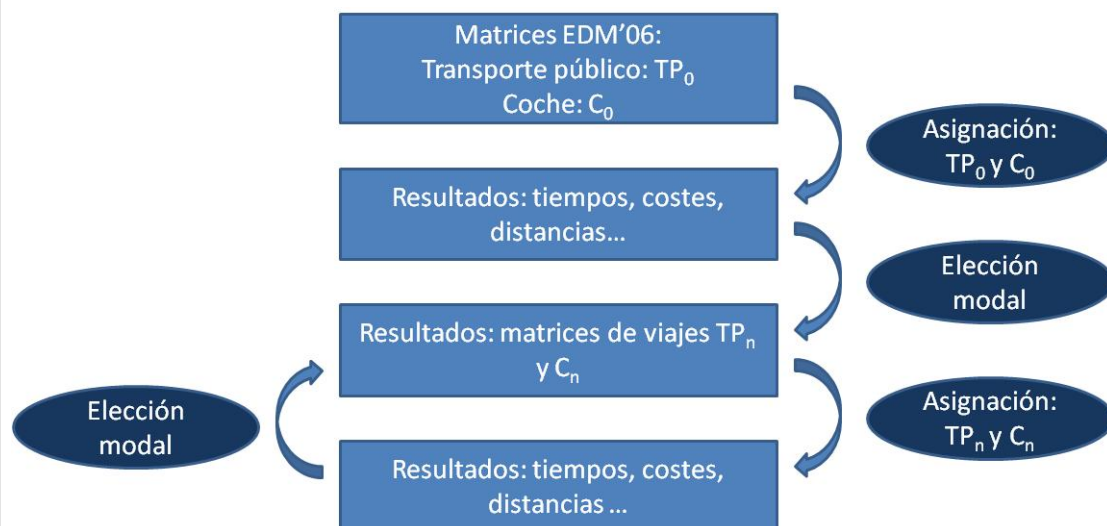 Matrices EDM’06:
Transporte público: TP₀
Coche: C₀
Asignación:
TP₀ y C₀
Resultados: tiempos, costes,
distancias…
Elección
modal
Resultados: matrices de viajes TPₙ
y Cₙ
Elección
modal
Asignación:
TPₙ y Cₙ
Resultados: tiempos, costes,
distancias ...